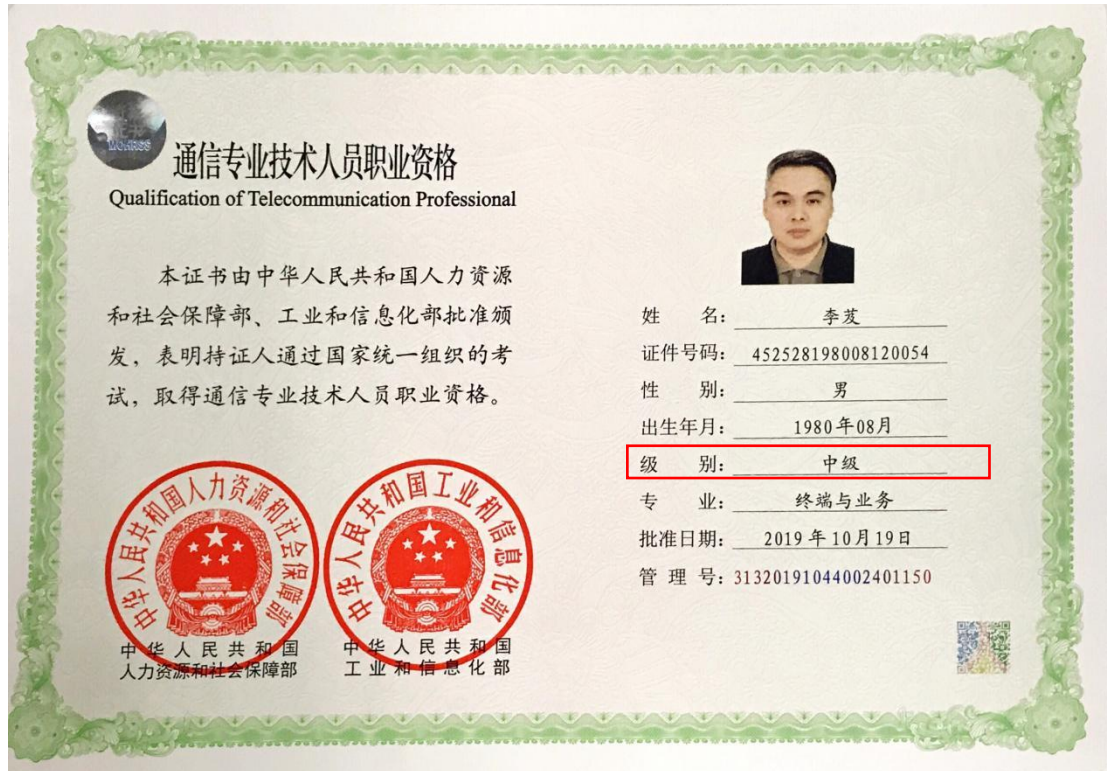 证书
MOHRSS
通信专业技术人员职业资格
Qualification of Telecommunication Professional
本证书由中华人民共和国人力资源
和社会保障部、工业和信息化部批准颁
发，表明持证人通过国家统一组织的考
试，取得通信专业技术人员职业资格。
中华人民共和国人力资源和社会保障部
中华人民共和国工业和信息化部
中华人民共和国
人力资源和社会保障部
中华人民共和国
工业和信息化部
姓 名： 李芨
证件号码： 452528198008120054
性 别： 男
出生年月： 1980年08月
级 别： 中级
专 业： 终端与业务
批准日期： 2019年10月19日
管 理 号： 31320191044002401150